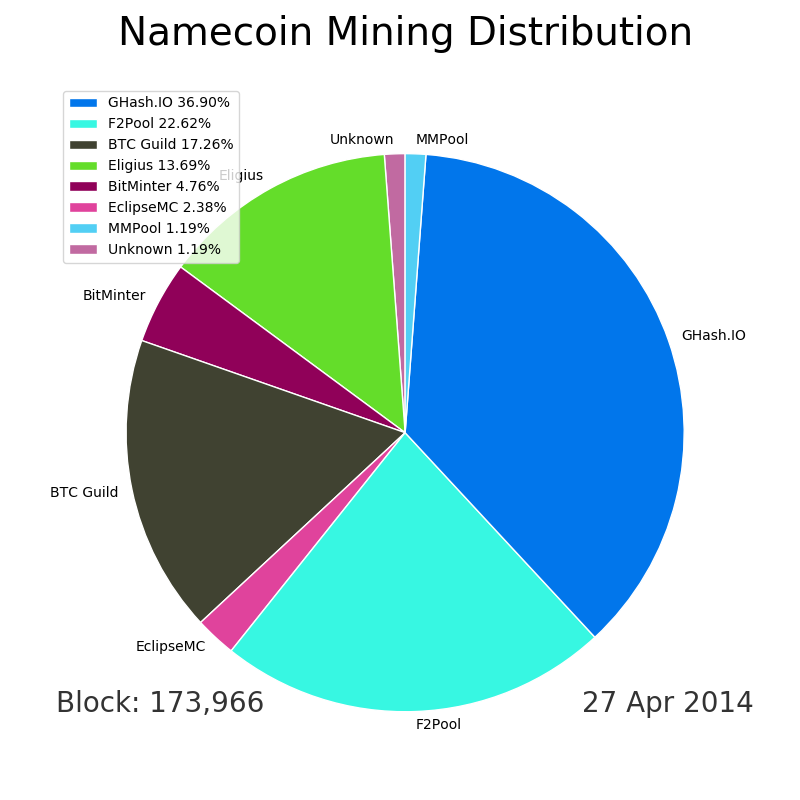 Namecoin Mining Distribution
GHash.IO 36.90%
F2Pool 22.62%
BTC Guild 17.26%
Eligius 13.69%
BitMinter 4.76%
EclipseMC 2.38%
MMPool 1.19%
Unknown 1.19%
Unknown
MMPool
Eligius
BitMinter
GHash.IO
BTC Guild
EclipseMC
F2Pool
Block: 173,966
27 Apr 2014